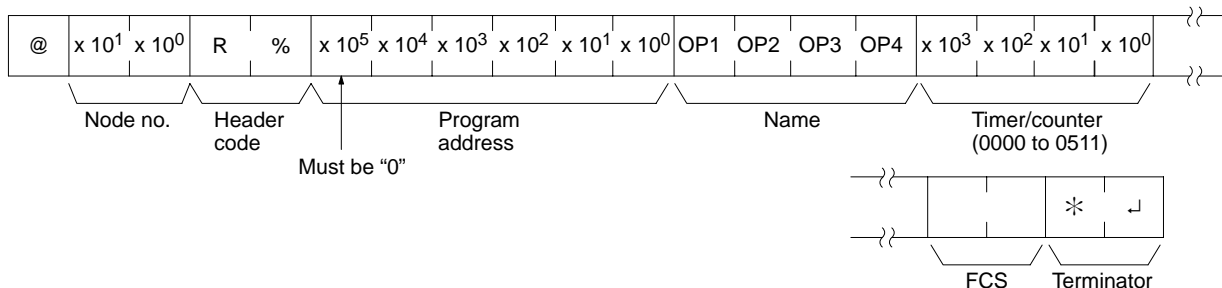 @ x 10¹ x 10⁰ R % x 10⁵ x 10⁴ x 10³ x 10² x 10¹ x 10⁰ OP1 OP2 OP3 OP4 x 10³ x 10² x 10¹ x 10⁰
Node no. Header code Program address Name Timer/counter (0000 to 0511)
Must be “0”
* ↵
FCS Terminator